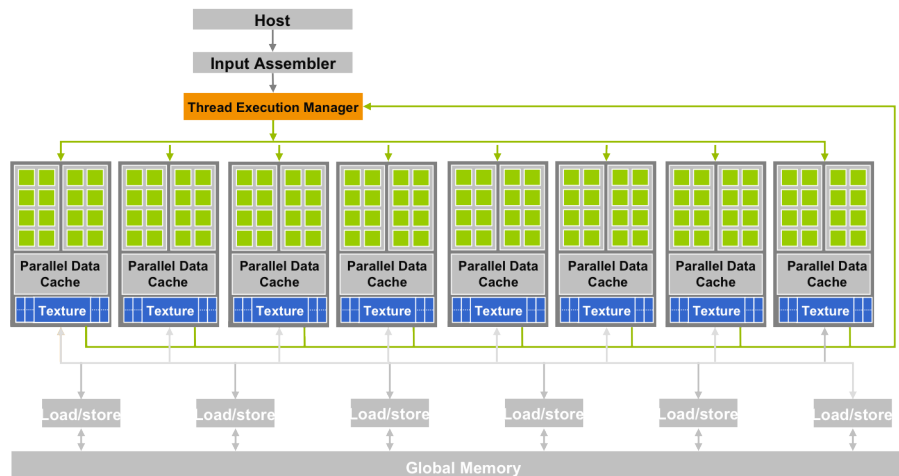 Host
Input Assembler
Thread Execution Manager
Parallel Data
Cache
Parallel Data
Cache
Parallel Data
Cache
Parallel Data
Cache
Parallel Data
Cache
Parallel Data
Cache
Parallel Data
Cache
Parallel Data
Cache
Texture
Texture
Texture
Texture
Texture
Texture
Texture
Texture
Load/store
Load/store
Load/store
Load/store
Load/store
Load/store
Global Memory